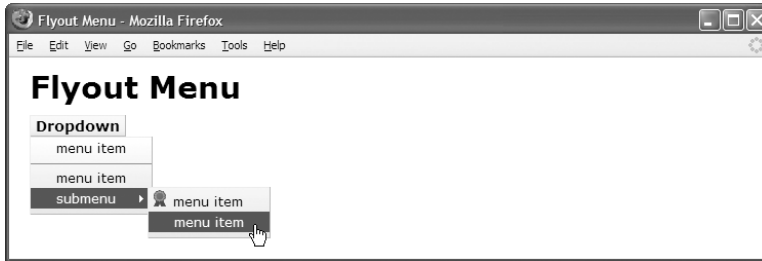 Flyout Menu - Mozilla Firefox
File Edit View Go Bookmarks Tools Help
Flyout Menu
Dropdown
menu item
menu item
submenu
menu item
menu item